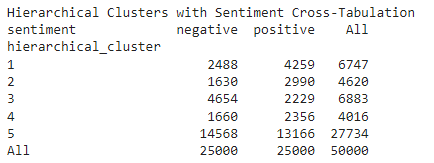 Hierarchical Clusters with Sentiment Cross-Tabulation
sentiment negative positive All
hierarchical_cluster
1 2488 4259 6747
2 1630 2990 4620
3 4654 2229 6883
4 1660 2356 4016
5 14568 13166 27734
All 25000 25000 50000